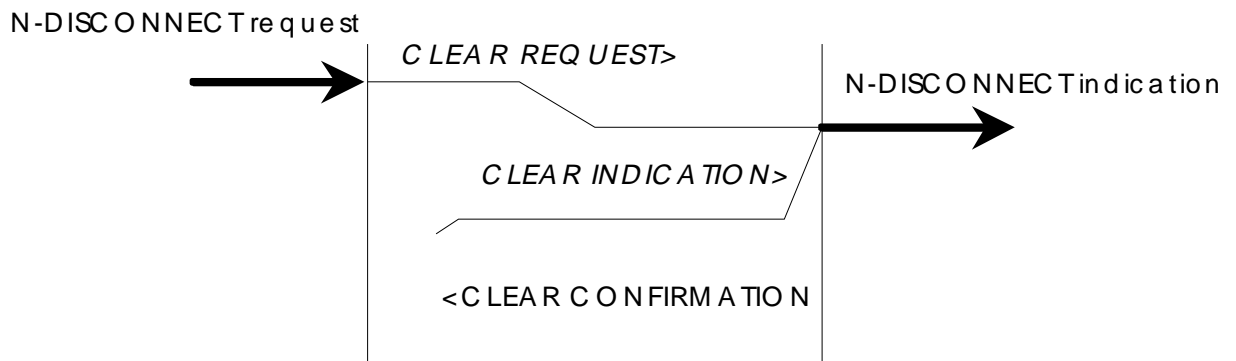 N-DISCONNECT request
CLEAR REQUEST>
N-DISCONNECT indication
CLEAR INDICATION>
<CLEAR CONFIRMATION